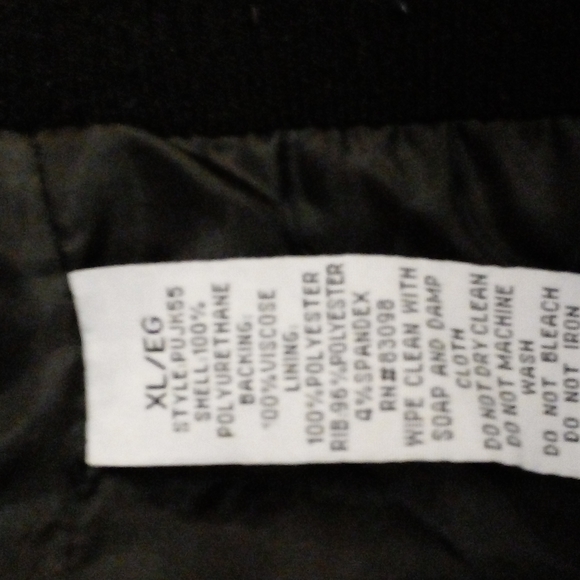 XL/EG
STYLE:PUJK55
SHELL:100%
POLYURETHANE
BACKING:
100%VISCOSE
LINING:
100%POLYESTER
RIB:96%POLYESTER
4%SPANDEX
RN#83098
WIPE CLEAN WITH
SOAP AND DAMP
CLOTH
DO NOT DRY CLEAN
DO NOT MACHINE
WASH
DO NOT BLEACH
DO NOT IRON